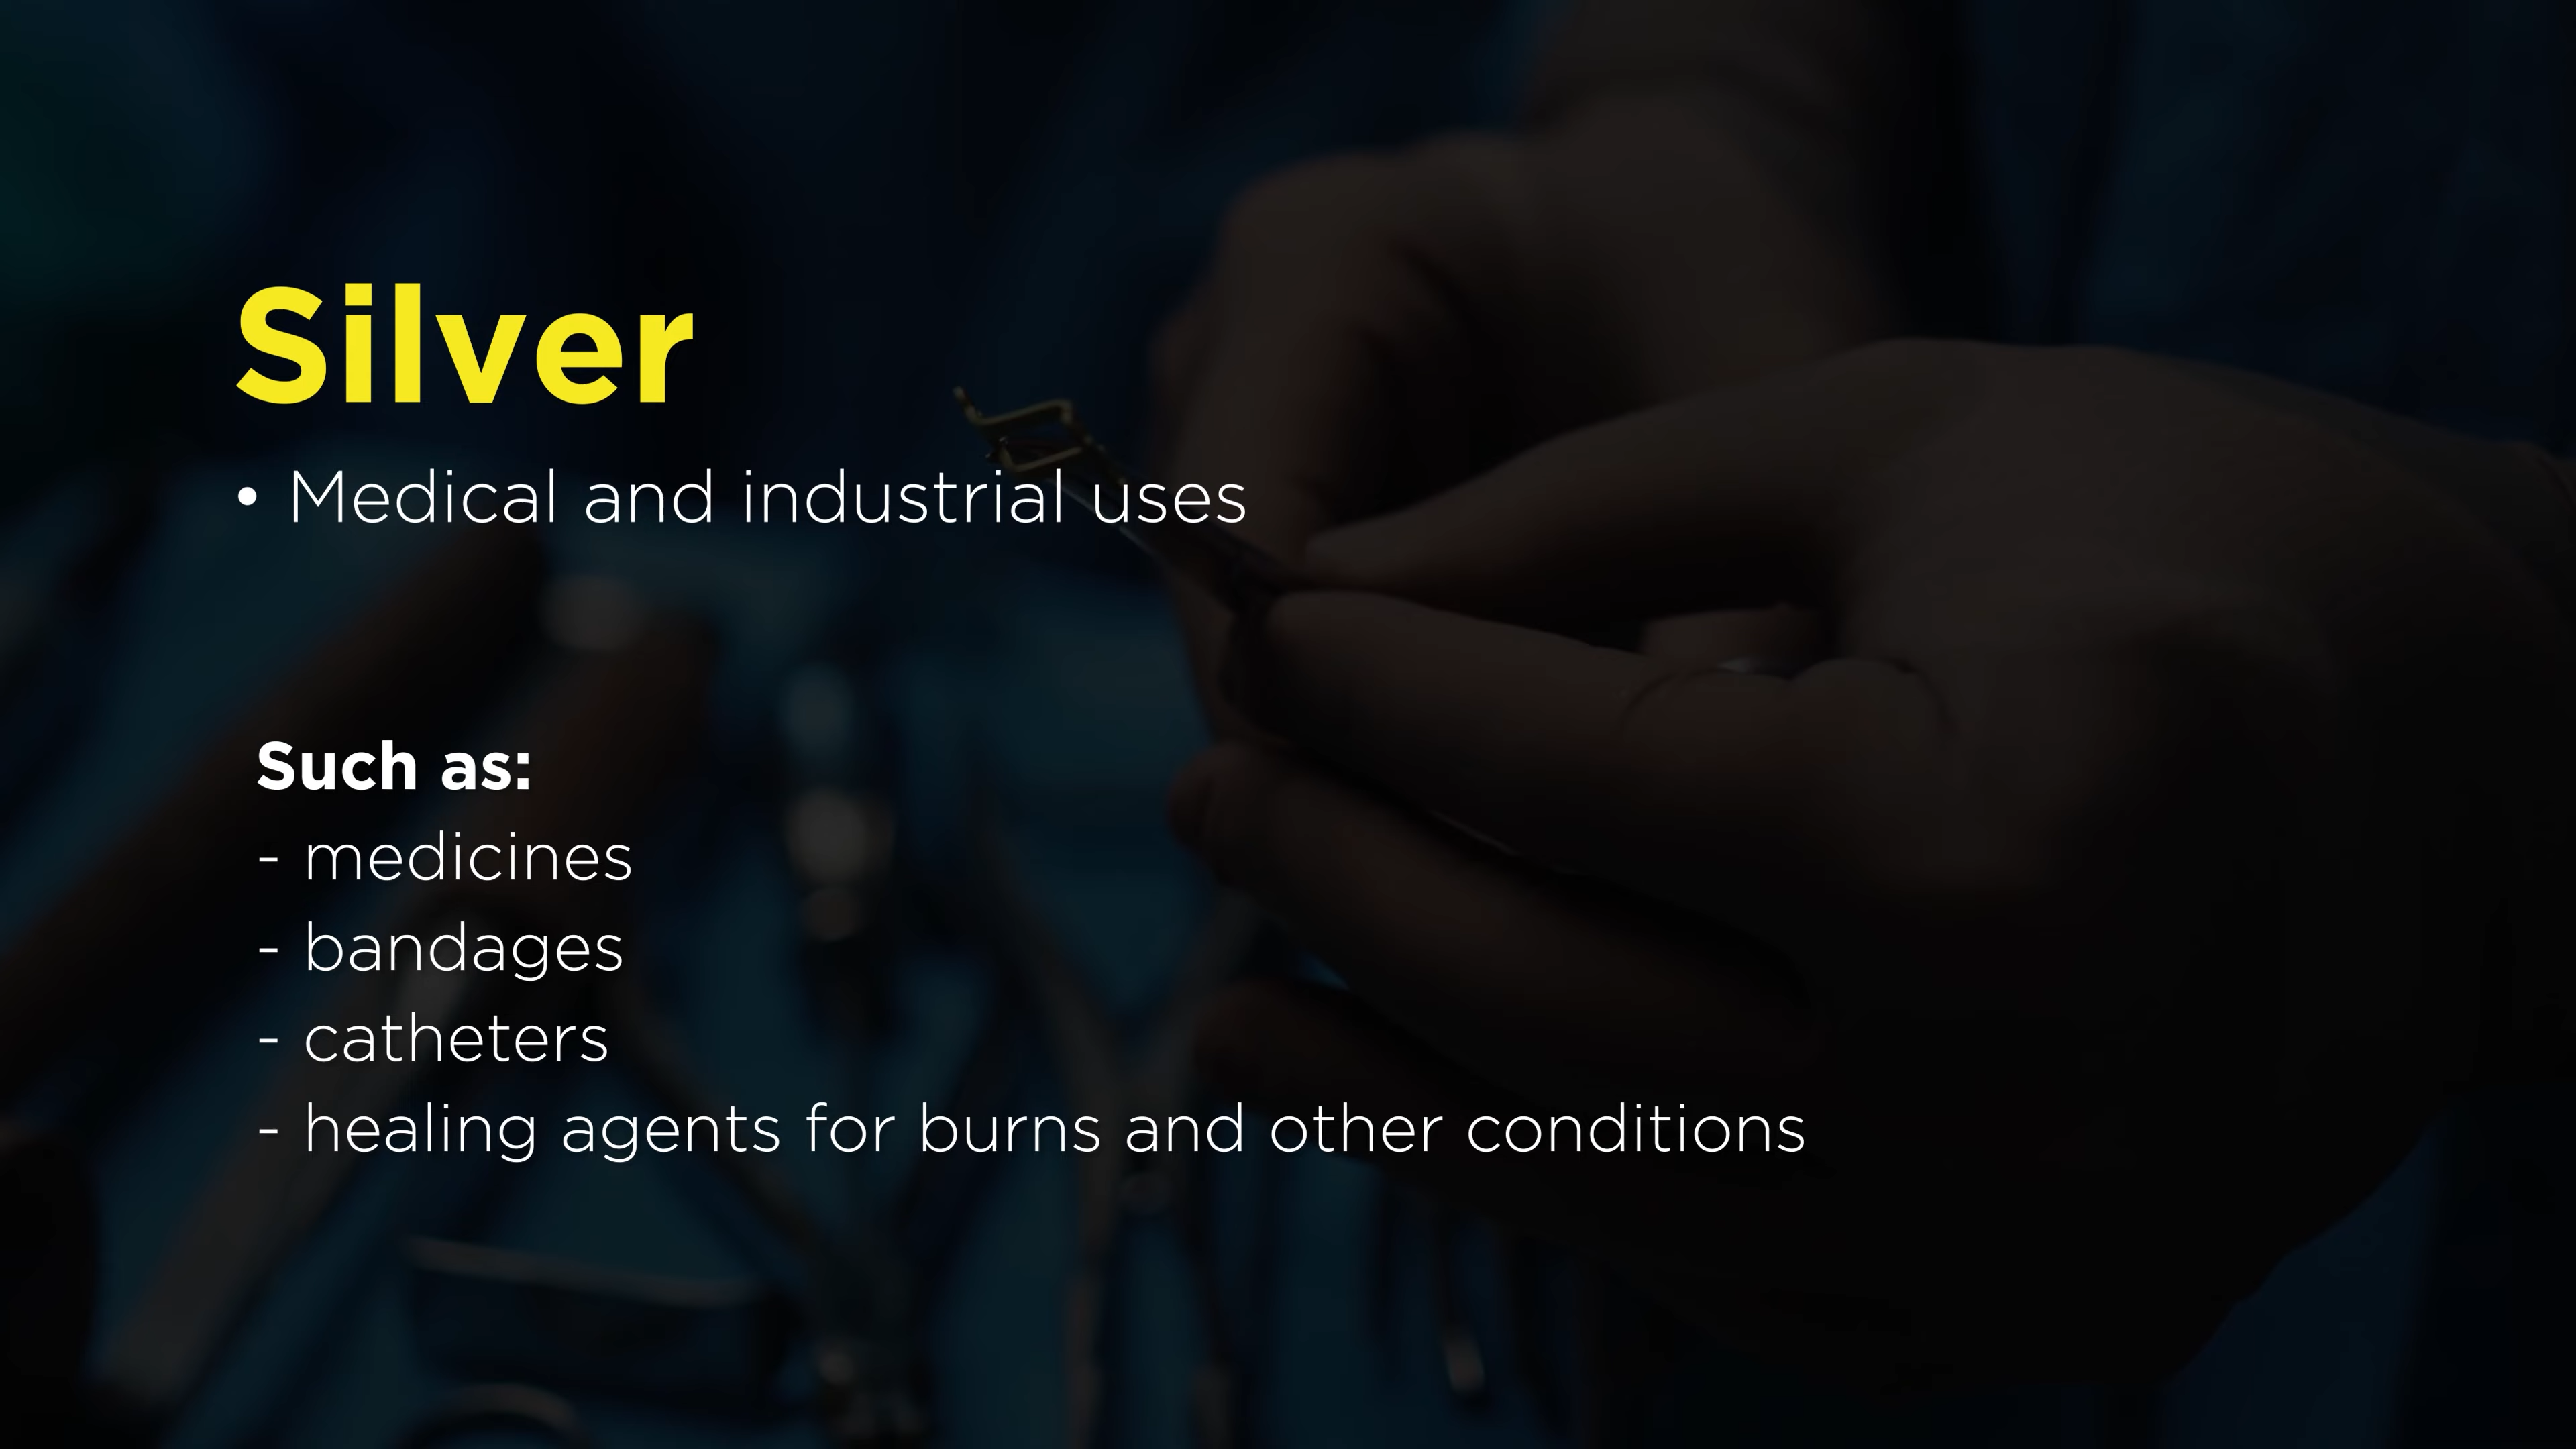 Silver
• Medical and industrial uses
Such as:
- medicines
- bandages
- catheters
- healing agents for burns and other conditions